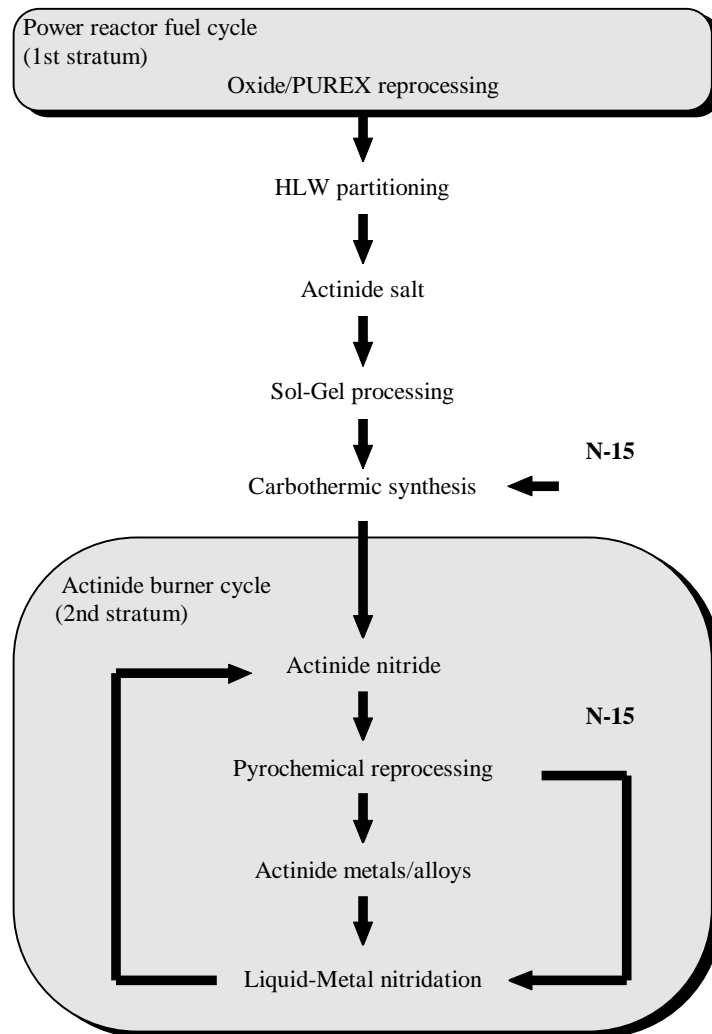 Power reactor fuel cycle
(1st stratum)
Oxide/PUREX reprocessing
HLW partitioning
Actinide salt
Sol-Gel processing
N-15
Carbothermic synthesis
Actinide burner cycle
(2nd stratum)
Actinide nitride
N-15
Pyrochemical reprocessing
Actinide metals/alloys
Liquid-Metal nitridation